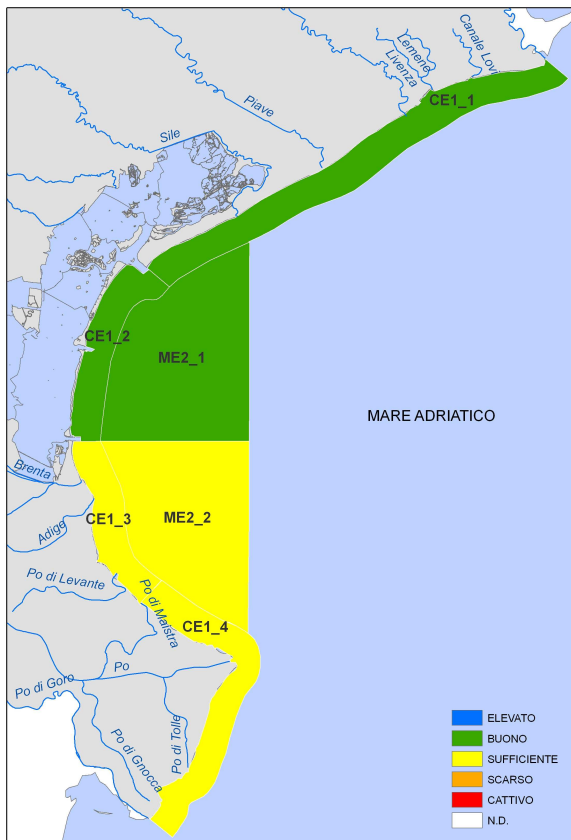 Canale Lovi
Lemene
Livenza
CE1_1
Piave
Sile
CE1_2
ME2_1
MARE ADRIATICO
Brenta
CE1_3
ME2_2
Adige
Po di Levante
Po di Maistra
CE1_4
Po
Po di Goro
Po di Tolle
Po di Gnocca
ELEVATO
BUONO
SUFFICIENTE
SCARSO
CATTIVO
N.D.